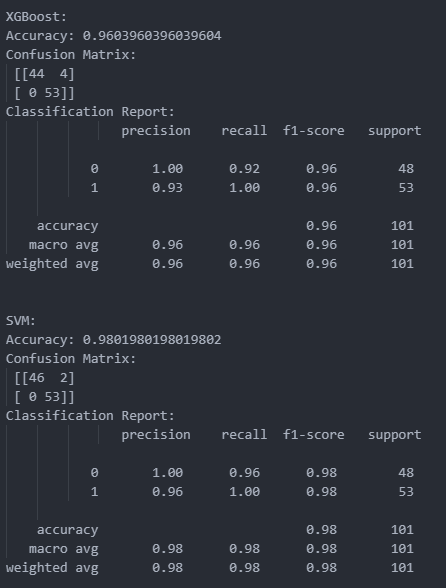 XGBoost:
Accuracy: 0.9603960396039604
Confusion Matrix:
[[44  4]
[ 0 53]]
Classification Report:
precision    recall  f1-score   support
0       1.00      0.92      0.96        48
1       0.93      1.00      0.96        53
accuracy                           0.96       101
macro avg       0.96      0.96      0.96       101
weighted avg       0.96      0.96      0.96       101
SVM:
Accuracy: 0.9801980198019802
Confusion Matrix:
[[46  2]
[ 0 53]]
Classification Report:
precision    recall  f1-score   support
0       1.00      0.96      0.98        48
1       0.96      1.00      0.98        53
accuracy                           0.98       101
macro avg       0.98      0.98      0.98       101
weighted avg       0.98      0.98      0.98       101